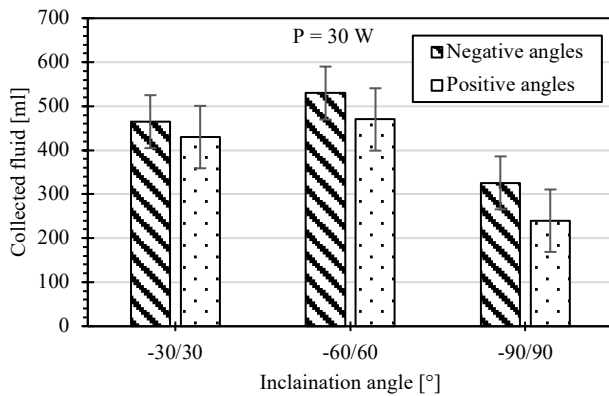 700
600
500
400
300
200
100
0
Collected fluid [ml]
P = 30 W
Negative angles
Positive angles
-30/30
-60/60
-90/90
Inclaination angle [°]